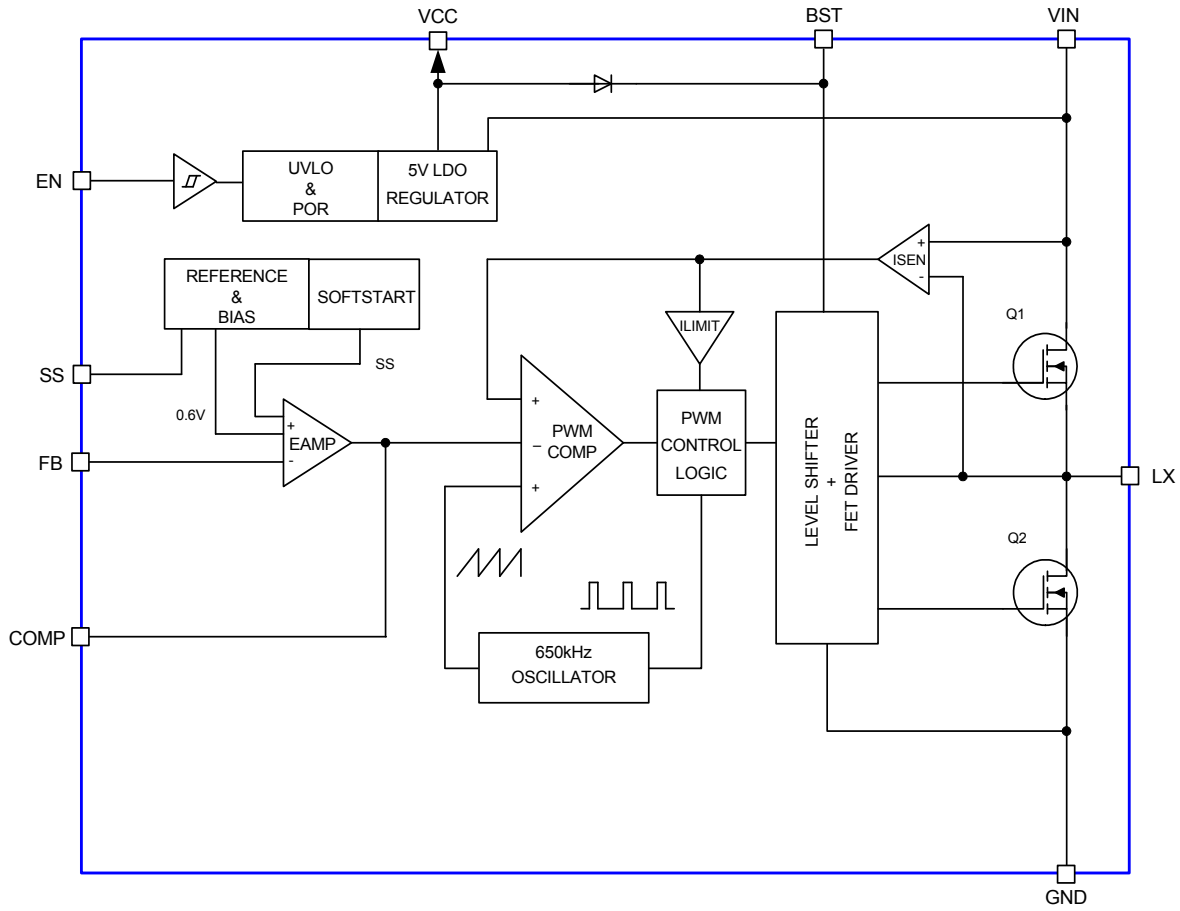 VCC
BST
VIN
EN
UVLO
&
POR
5V LDO
REGULATOR
REFERENCE
&
BIAS
SOFTSTART
+
ISEN
-
ILIMIT
Q1
SS
SS
0.6V
+
EAMP
-
FB
+
–
+
PWM
COMP
PWM
CONTROL
LOGIC
LEVEL SHIFTER
+
FET DRIVER
LX
Q2
COMP
650kHz
OSCILLATOR
GND